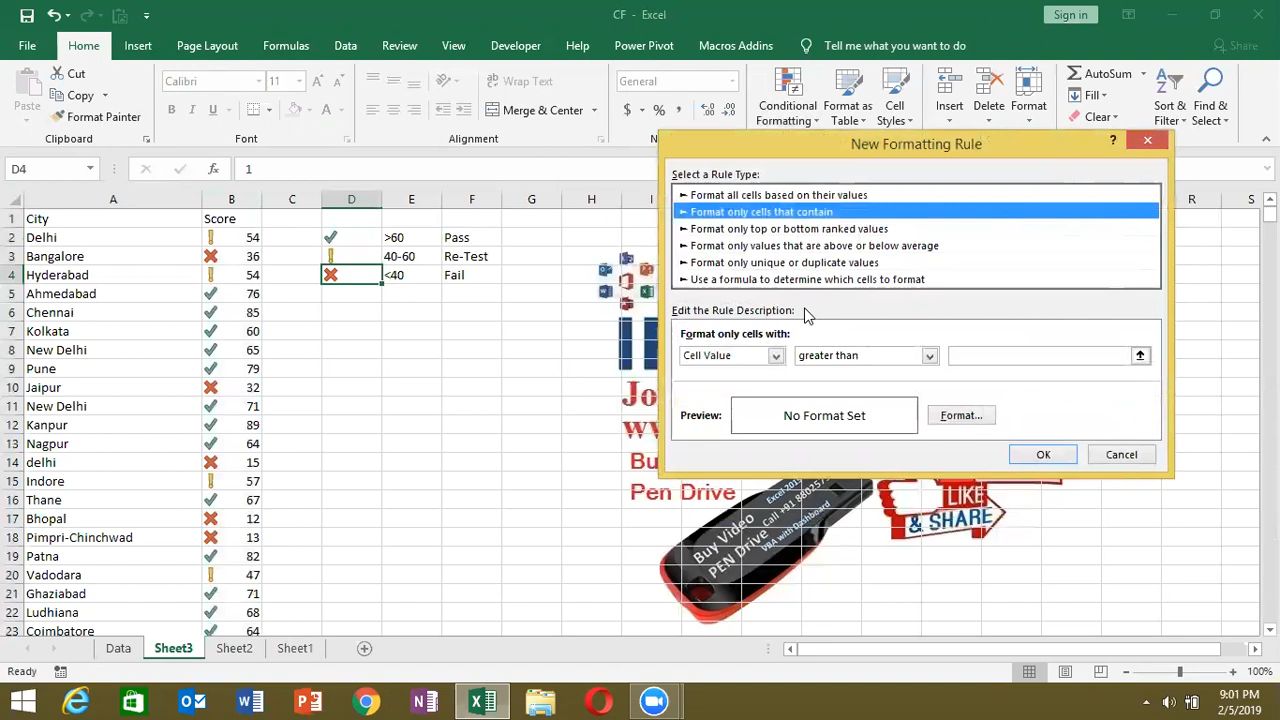 CF - Excel
Sign in
File Home Insert Page Layout Formulas Data Review View Developer Help Power Pivot Macros Addins Tell me what you want to do Share
Cut
Copy
Format Painter
Paste
Clipboard
Calibri 11
B I U
Font
Wrap Text
Merge & Center
Alignment
General
$ %
Conditional Formatting
Format as Table
Cell Styles
Insert Delete Format
AutoSum
Fill
Clear
Sort & Filter
Find & Select
D4 fx 1
New Formatting Rule
?
Select a Rule Type:
► Format all cells based on their values
► Format only cells that contain
► Format only top or bottom ranked values
► Format only values that are above or below average
► Format only unique or duplicate values
► Use a formula to determine which cells to format
Edit the Rule Description:
Format only cells with:
Cell Value greater than
Preview: No Format Set Format...
OK Cancel
A B C D E F G H I R S
1 City Score
2 Delhi 54 >60 Pass
3 Bangalore 36 40-60 Re-Test
4 Hyderabad 54 <40 Fail
5 Ahmedabad 76
6 Chennai 85
7 Kolkata 60
8 New Delhi 65
9 Pune 79
10 Jaipur 32
11 New Delhi 71
12 Kanpur 89
13 Nagpur 64
14 delhi 15
15 Indore 57
16 Thane 67
17 Bhopal 12
18 Pimpri-Chinchwad 13
19 Patna 82
20 Vadodara 47
21 Ghaziabad 71
22 Ludhiana 68
23 Coimbatore 64
Pen Drive
Buy Video
PEN Drive
Excel 2013
VBA with Dashboard
LIKE
& SHARE
Data Sheet3 Sheet2 Sheet1
Ready
100%
9:01 PM
2/5/2019